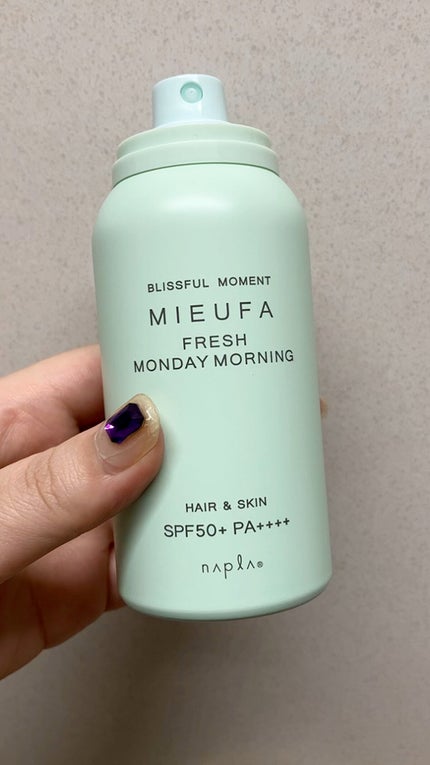 BLISSFUL MOMENT
MIEUFA
FRESH
MONDAY MORNING
HAIR & SKIN
SPF50+ PA++++
napla®